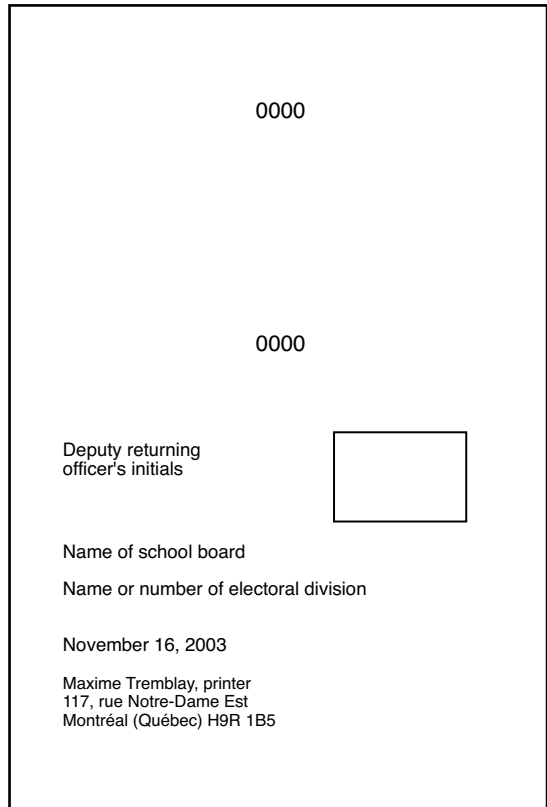 0000
0000
Deputy returning
officer's initials
Name of school board
Name or number of electoral division
November 16, 2003
Maxime Tremblay, printer
117, rue Notre-Dame Est
Montréal (Québec) H9R 1B5